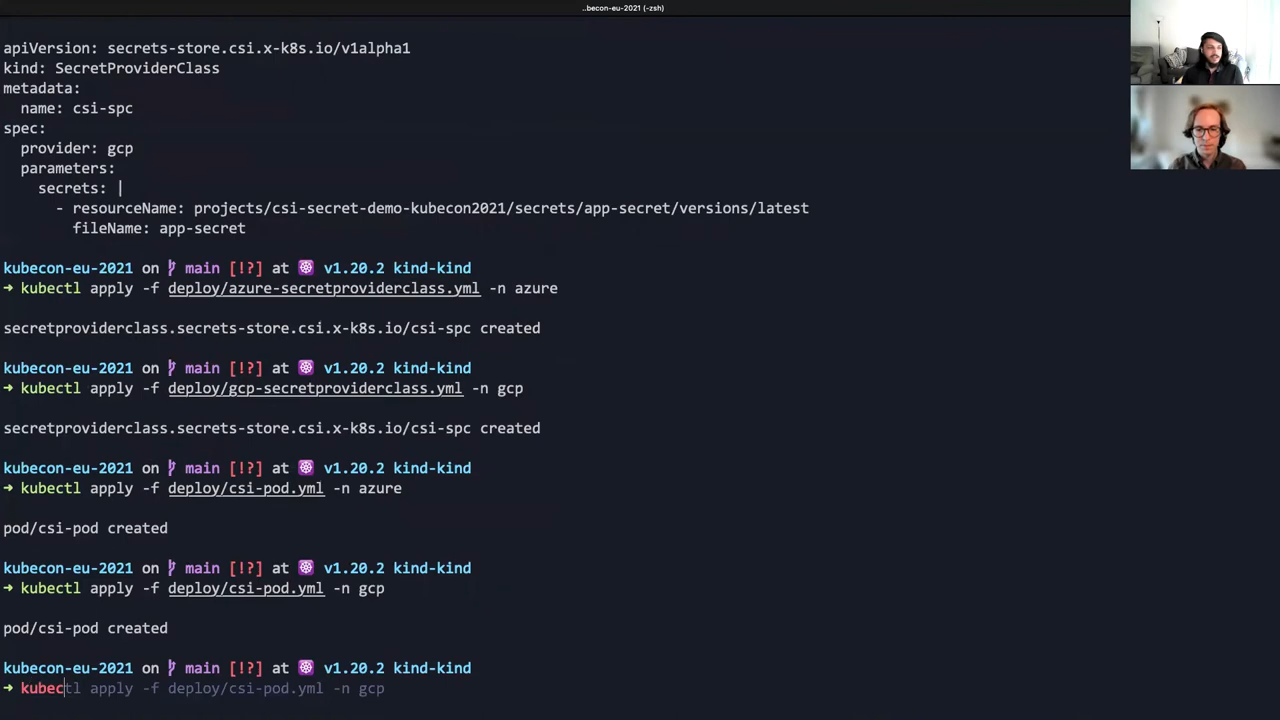 ..becon-eu-2021 (-zsh)
apiVersion: secrets-store.csi.x-k8s.io/v1alpha1
kind: SecretProviderClass
metadata:
  name: csi-spc
spec:
  provider: gcp
  parameters:
    secrets: |
      - resourceName: projects/csi-secret-demo-kubecon2021/secrets/app-secret/versions/latest
        fileName: app-secret
kubecon-eu-2021 on main [!?] at v1.20.2 kind-kind
➜ kubectl apply -f deploy/azure-secretproviderclass.yml -n azure
secretproviderclass.secrets-store.csi.x-k8s.io/csi-spc created
kubecon-eu-2021 on main [!?] at v1.20.2 kind-kind
➜ kubectl apply -f deploy/gcp-secretproviderclass.yml -n gcp
secretproviderclass.secrets-store.csi.x-k8s.io/csi-spc created
kubecon-eu-2021 on main [!?] at v1.20.2 kind-kind
➜ kubectl apply -f deploy/csi-pod.yml -n azure
pod/csi-pod created
kubecon-eu-2021 on main [!?] at v1.20.2 kind-kind
➜ kubectl apply -f deploy/csi-pod.yml -n gcp
pod/csi-pod created
kubecon-eu-2021 on main [!?] at v1.20.2 kind-kind
➜ kubectl apply -f deploy/csi-pod.yml -n gcp